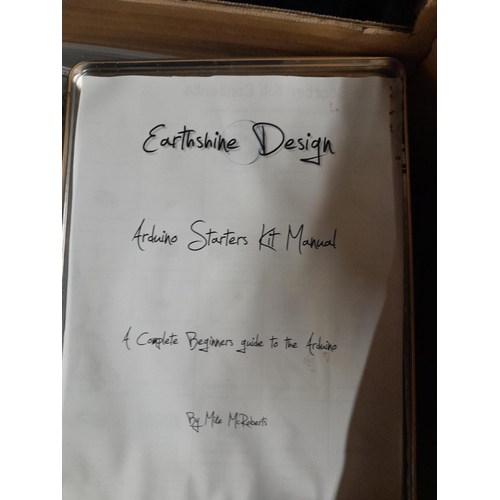 Earthshine Design
Arduino Starters Kit Manual
A Complete Beginners guide to the Arduino
By Mike McRoberts